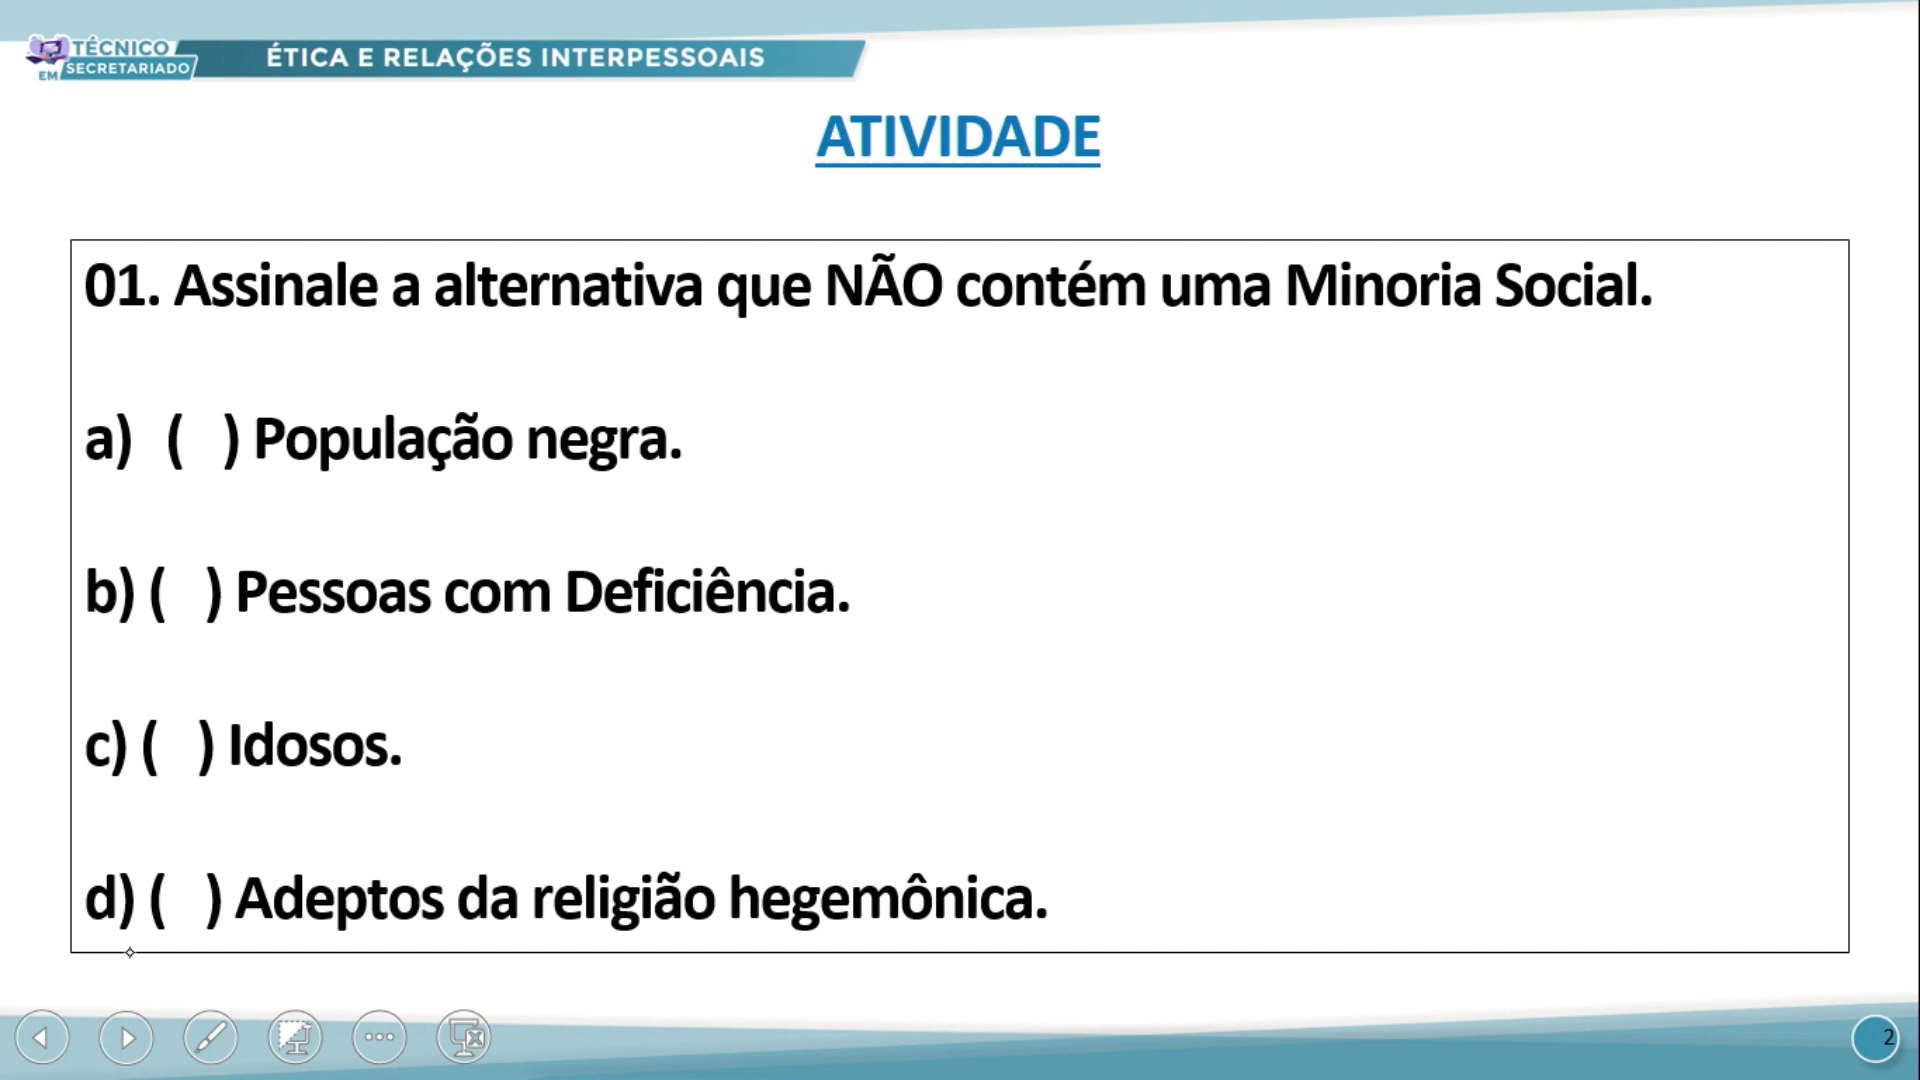 TÉCNICO
EM SECRETARIADO
ÉTICA E RELAÇÕES INTERPESSOAIS
ATIVIDADE
01. Assinale a alternativa que NÃO contém uma Minoria Social.
a) ( ) População negra.
b) ( ) Pessoas com Deficiência.
c) ( ) Idosos.
d) ( ) Adeptos da religião hegemônica.
2